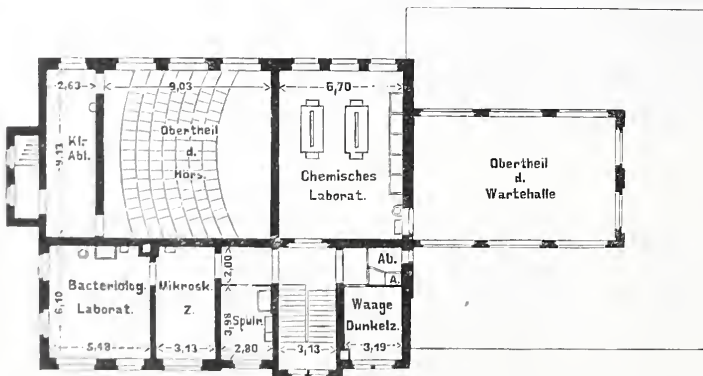 2,63
9,03
6,70
Kl.
Abl.
9,13
Obertheil
d.
Hörs.
Chemisches
Laborat.
Obertheil
d.
Wartehalle
Bacteriolog.
Laborat.
6,10
5,48
Mikrosk.
Z.
3,13
2,00
3,98
Spülr.
2,80
3,13
Ab.
A.
Waage
Dunkelz.
3,19